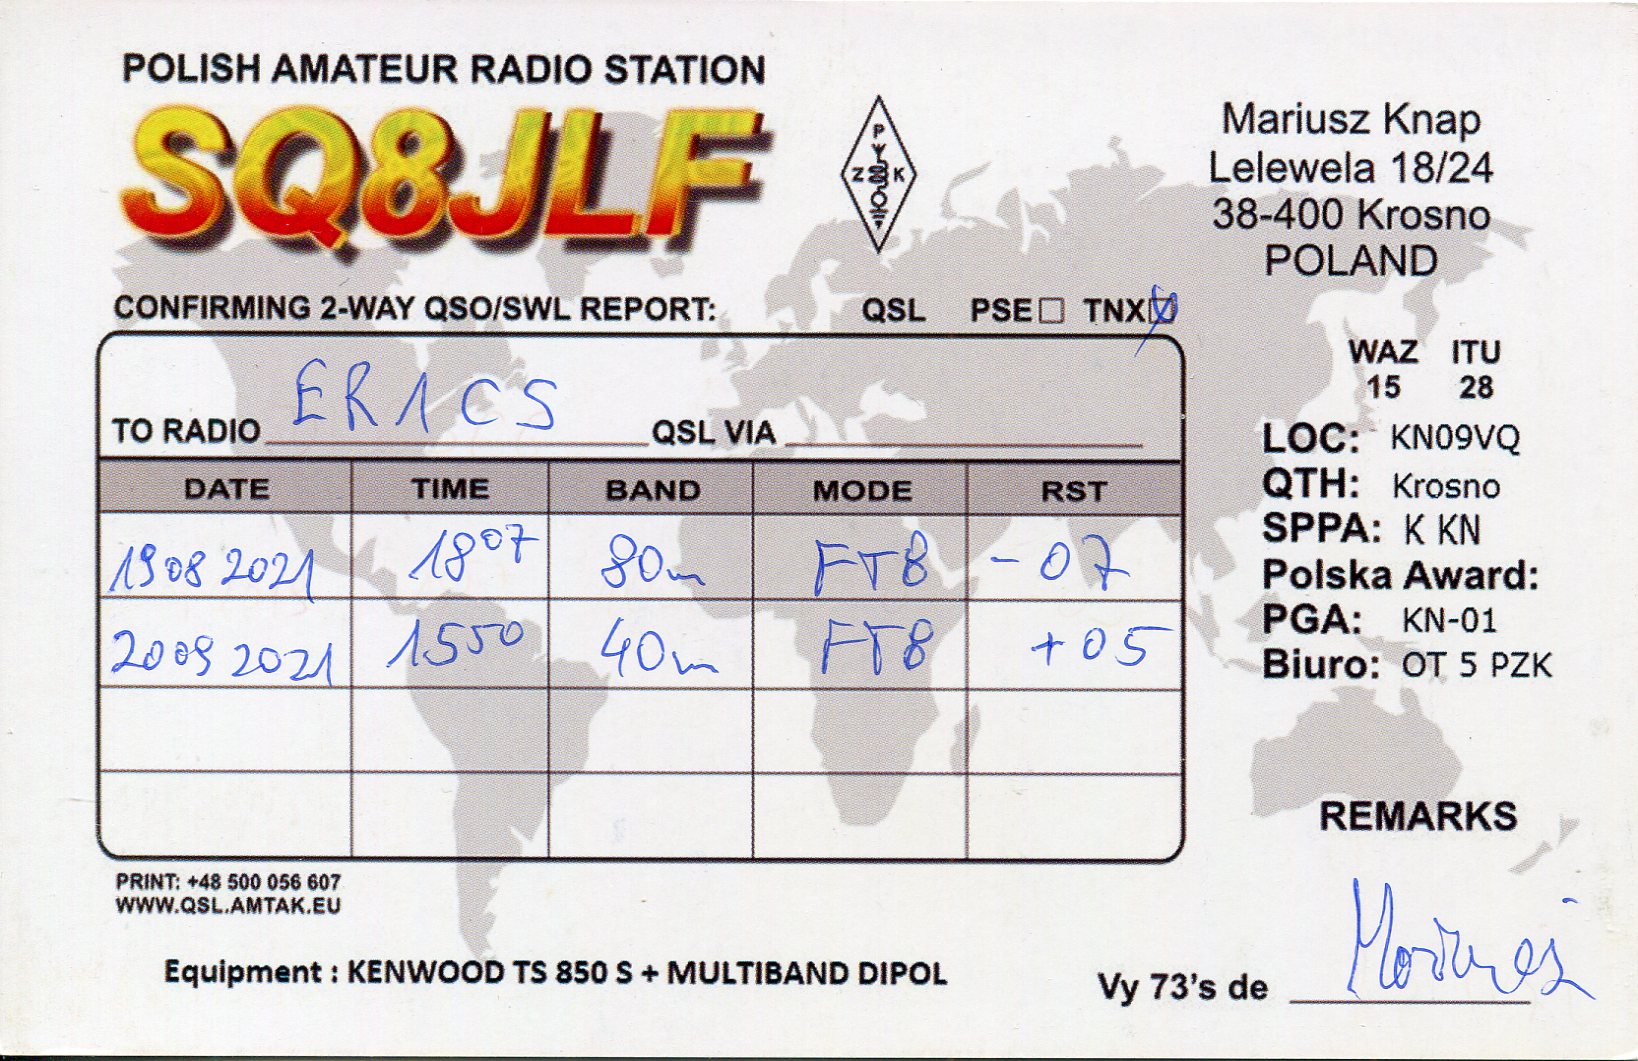 POLISH AMATEUR RADIO STATION
SQ8JLF
P
Z K
Mariusz Knap
Lelewela 18/24
38-400 Krosno
POLAND
CONFIRMING 2-WAY QSO/SWL REPORT: QSL PSE TNX
WAZ ITU
15 28
TO RADIO ER1CS QSL VIA
LOC: KN09VQ
QTH: Krosno
SPPA: K KN
Polska Award:
PGA: KN-01
Biuro: OT 5 PZK
DATE TIME BAND MODE RST
19 08 2021 18 07 80m FT8 -07
20 09 2021 15 50 40m FT8 +05
REMARKS
PRINT: +48 500 056 607
WWW.QSL.AMTAK.EU
Equipment : KENWOOD TS 850 S + MULTIBAND DIPOL
Vy 73's de Mariusz